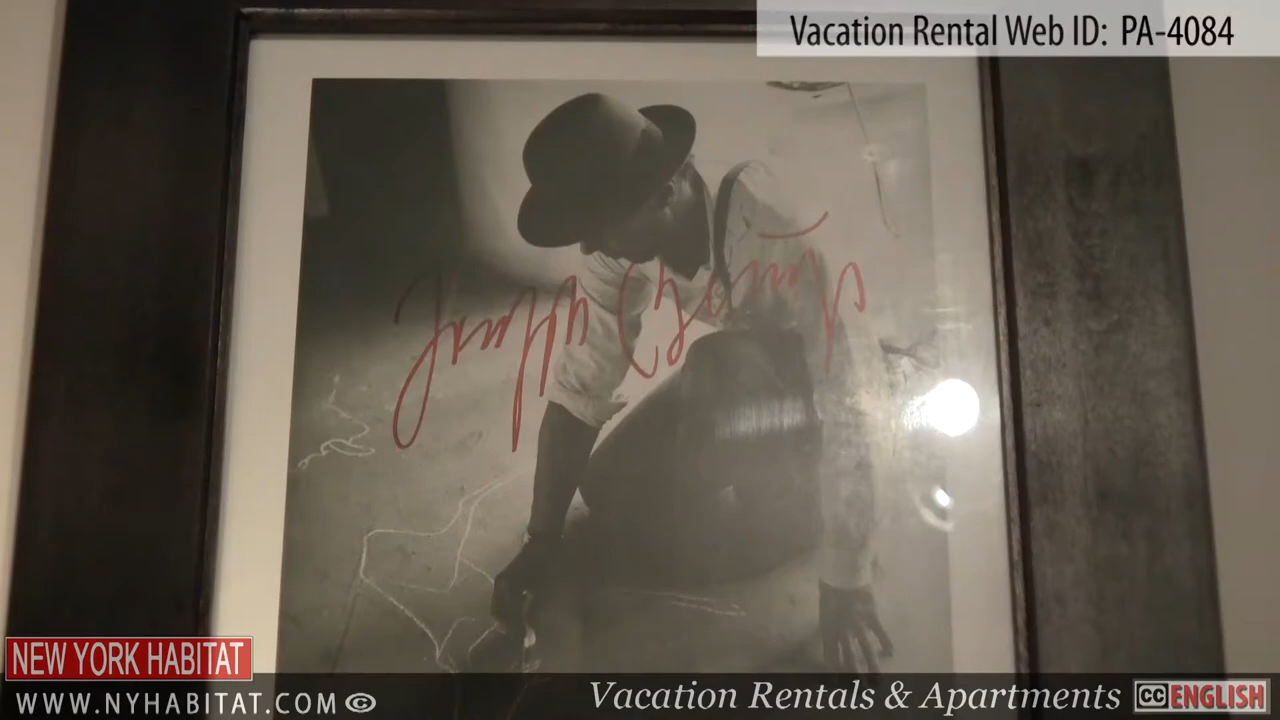 Vacation Rental Web ID: PA-4084
NEW YORK HABITAT
WWW.NYHABITAT.COM ©
Vacation Rentals & Apartments
CC ENGLISH